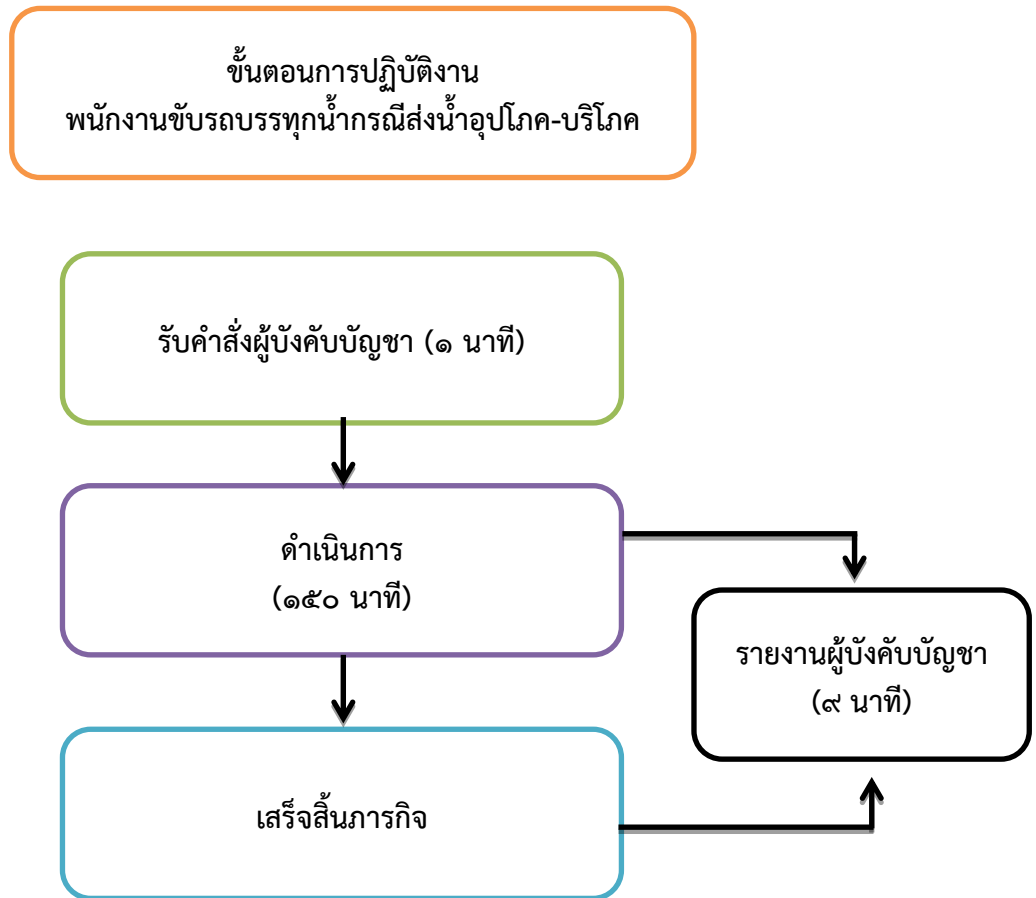 ขั้นตอนการปฏิบัติงาน
พนักงานขับรถบรรทุกน้ำกรณีส่งน้ำอุปโภค-บริโภค
รับคำสั่งผู้บังคับบัญชา (๑ นาที)
ดำเนินการ
(๑๕๐ นาที)
รายงานผู้บังคับบัญชา
(๙ นาที)
เสร็จสิ้นภารกิจ